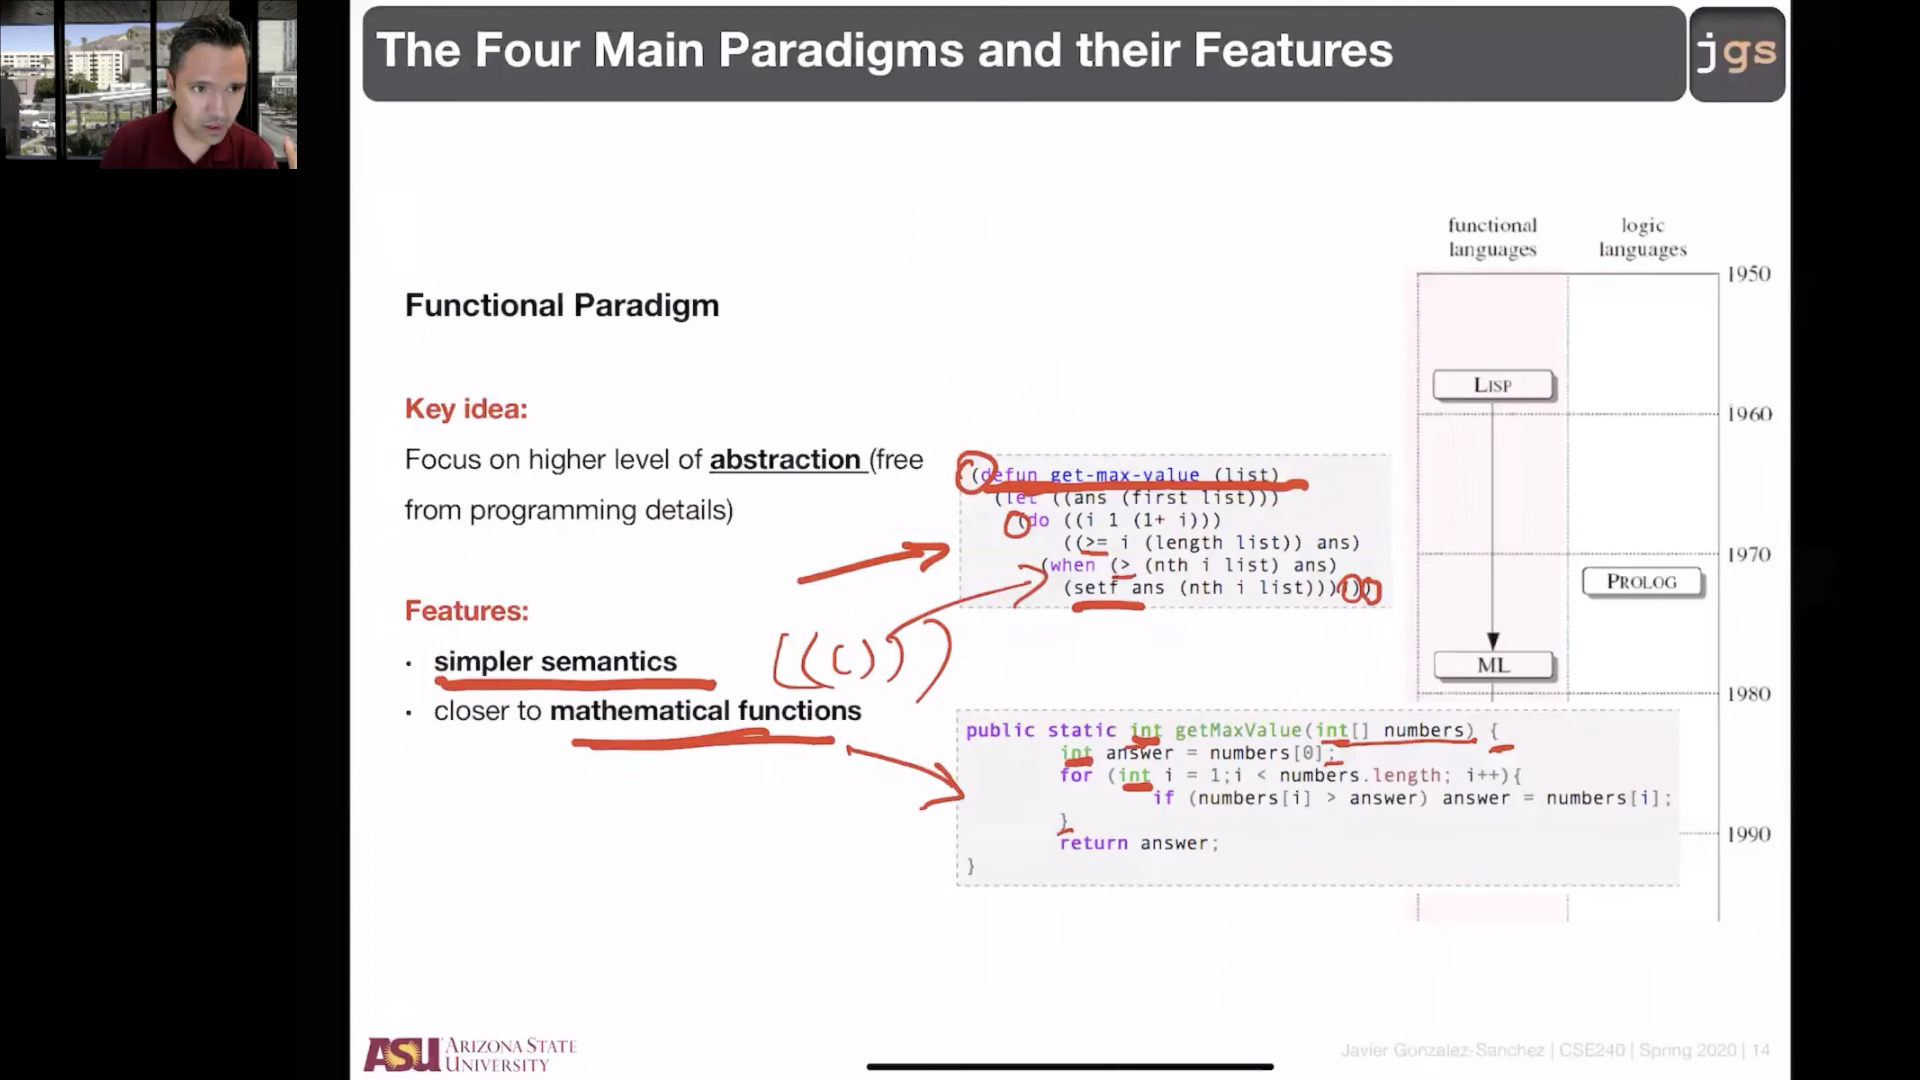 The Four Main Paradigms and their Features
jgs
functional languages
logic languages
1950
Functional Paradigm
LISP
Key idea:
1960
Focus on higher level of abstraction (free
from programming details)
(defun get-max-value (list)
(let ((ans (first list)))
(do ((i 1 (1+ i)))
((>= i (length list)) ans)
(when (> (nth i list) ans)
(setf ans (nth i list))))))
1970
PROLOG
Features:
• simpler semantics
• closer to mathematical functions
(((())))
ML
1980
public static int getMaxValue(int[] numbers) {
int answer = numbers[0];
for (int i = 1;i < numbers.length; i++){
if (numbers[i] > answer) answer = numbers[i];
}
return answer;
}
1990
ASU ARIZONA STATE
UNIVERSITY
Javier Gonzalez-Sanchez | CSE240 | Spring 2020 | 14